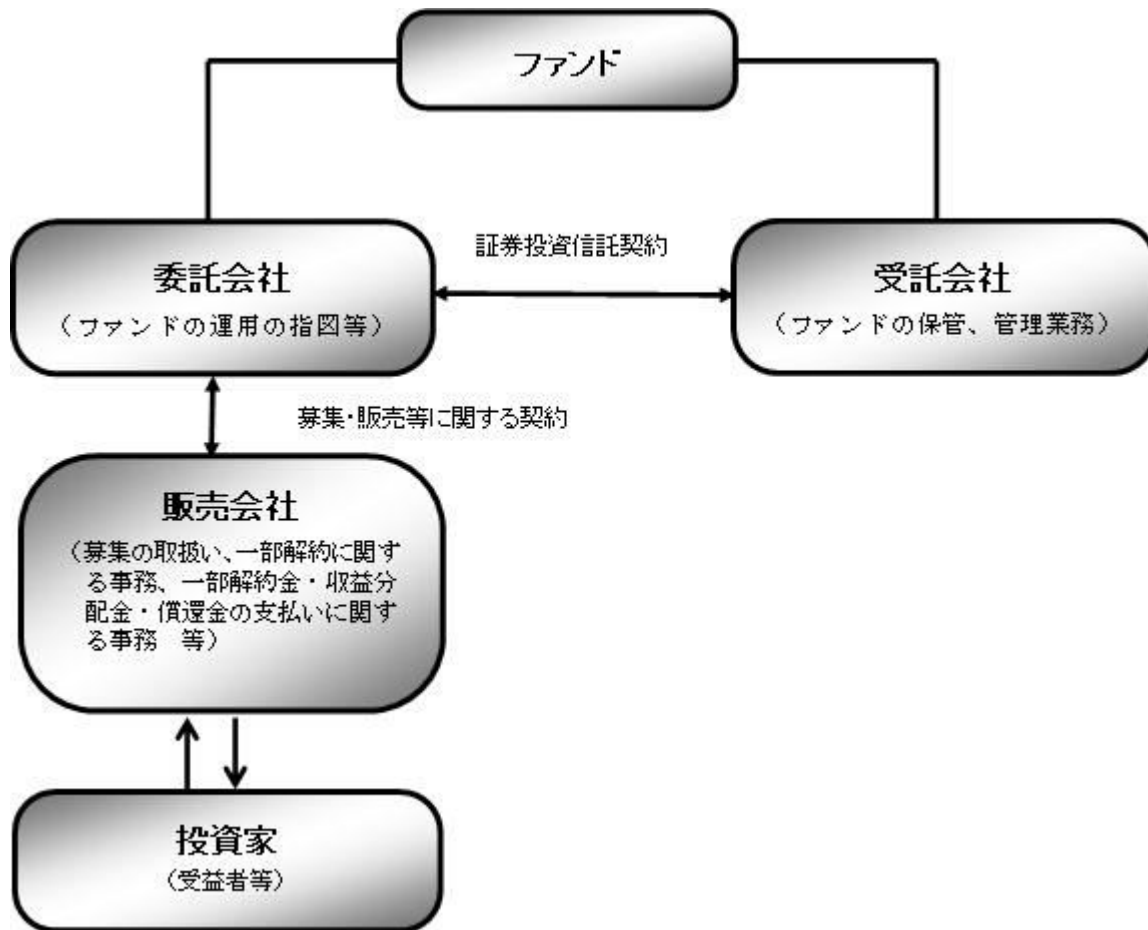 ファンド
証券投資信託契約
委託会社
（ファンドの運用の指図等）
受託会社
（ファンドの保管、管理業務）
募集・販売等に関する契約
販売会社
（募集の取扱い、一部解約に関す
る事務、一部解約金・収益分
配金・償還金の支払いに関す
る事務　等）
投資家
（受益者等）